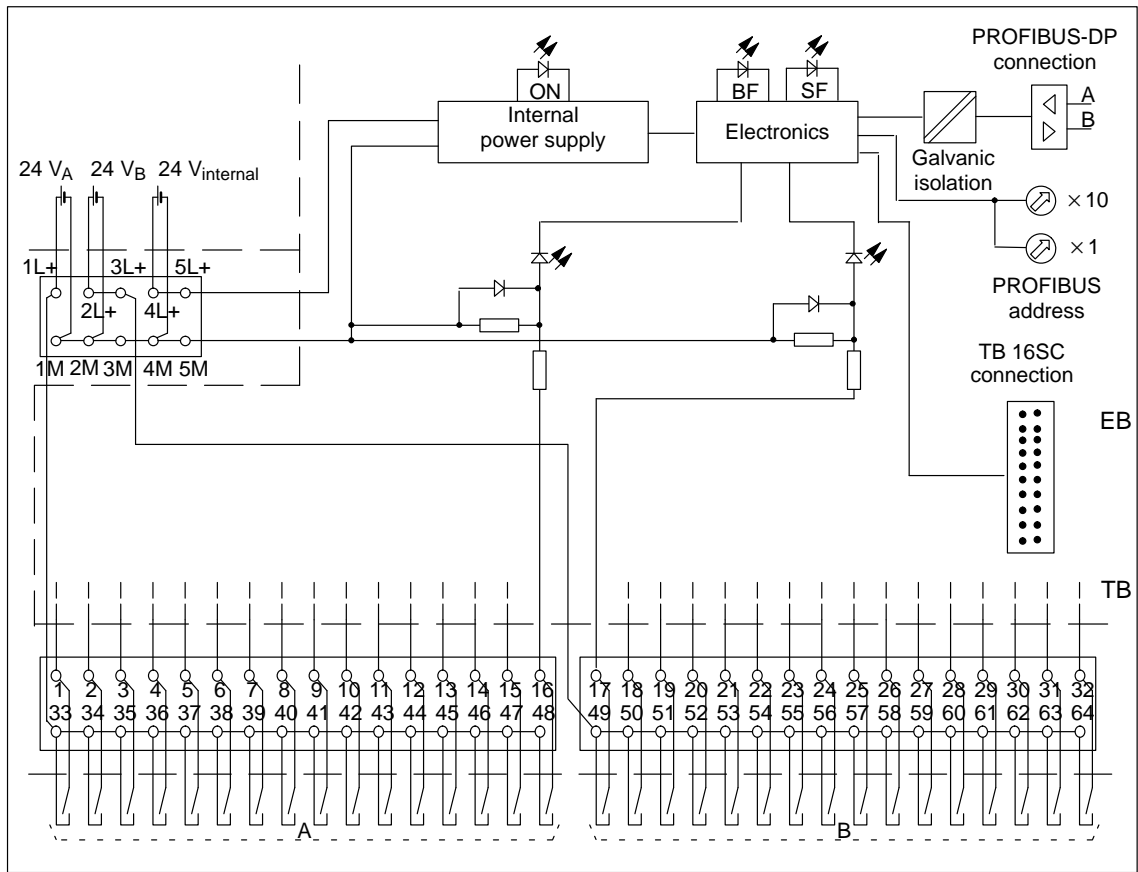 PROFIBUS-DP
connection
ON
BF
SF
A
B
Internal
power supply
Electronics
Galvanic
isolation
24 VA
24 VB
24 Vinternal
×10
×1
PROFIBUS
address
1L+
3L+
5L+
2L+
4L+
1M
2M
3M
4M
5M
TB 16SC
connection
EB
TB
1 2 3 4 5 6 7 8 9 10 11 12 13 14 15 16 17 18 19 20 21 22 23 24 25 26 27 28 29 30 31 32
33 34 35 36 37 38 39 40 41 42 43 44 45 46 47 48 49 50 51 52 53 54 55 56 57 58 59 60 61 62 63 64
A
B